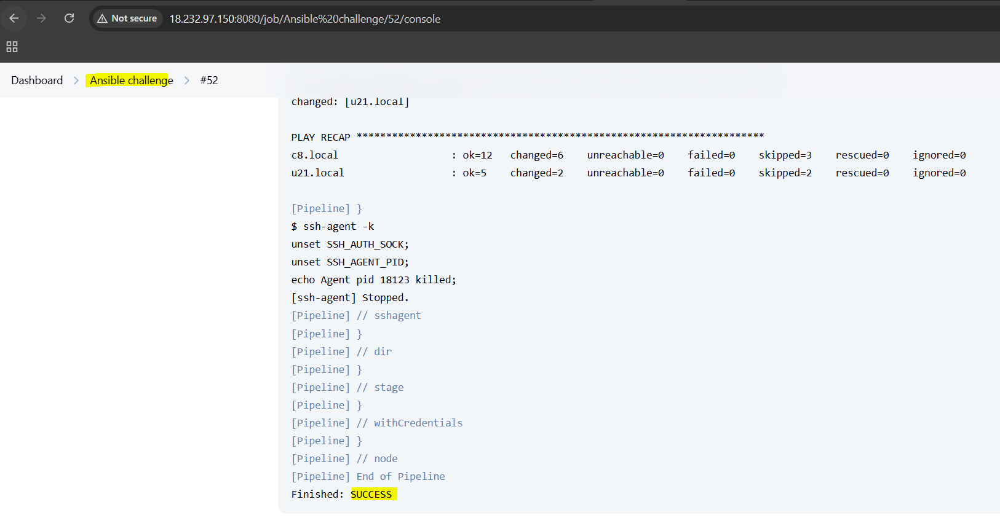 Not secure 18.232.97.150:8080/job/Ansible%20challenge/52/console
Dashboard > Ansible challenge > #52
changed: [u21.local]
PLAY RECAP *********************************************************************
c8.local : ok=12 changed=6 unreachable=0 failed=0 skipped=3 rescued=0 ignored=0
u21.local : ok=5 changed=2 unreachable=0 failed=0 skipped=2 rescued=0 ignored=0
[Pipeline] }
$ ssh-agent -k
unset SSH_AUTH_SOCK;
unset SSH_AGENT_PID;
echo Agent pid 18123 killed;
[ssh-agent] Stopped.
[Pipeline] // sshagent
[Pipeline] }
[Pipeline] // dir
[Pipeline] }
[Pipeline] // stage
[Pipeline] }
[Pipeline] // withCredentials
[Pipeline] }
[Pipeline] // node
[Pipeline] End of Pipeline
Finished: SUCCESS